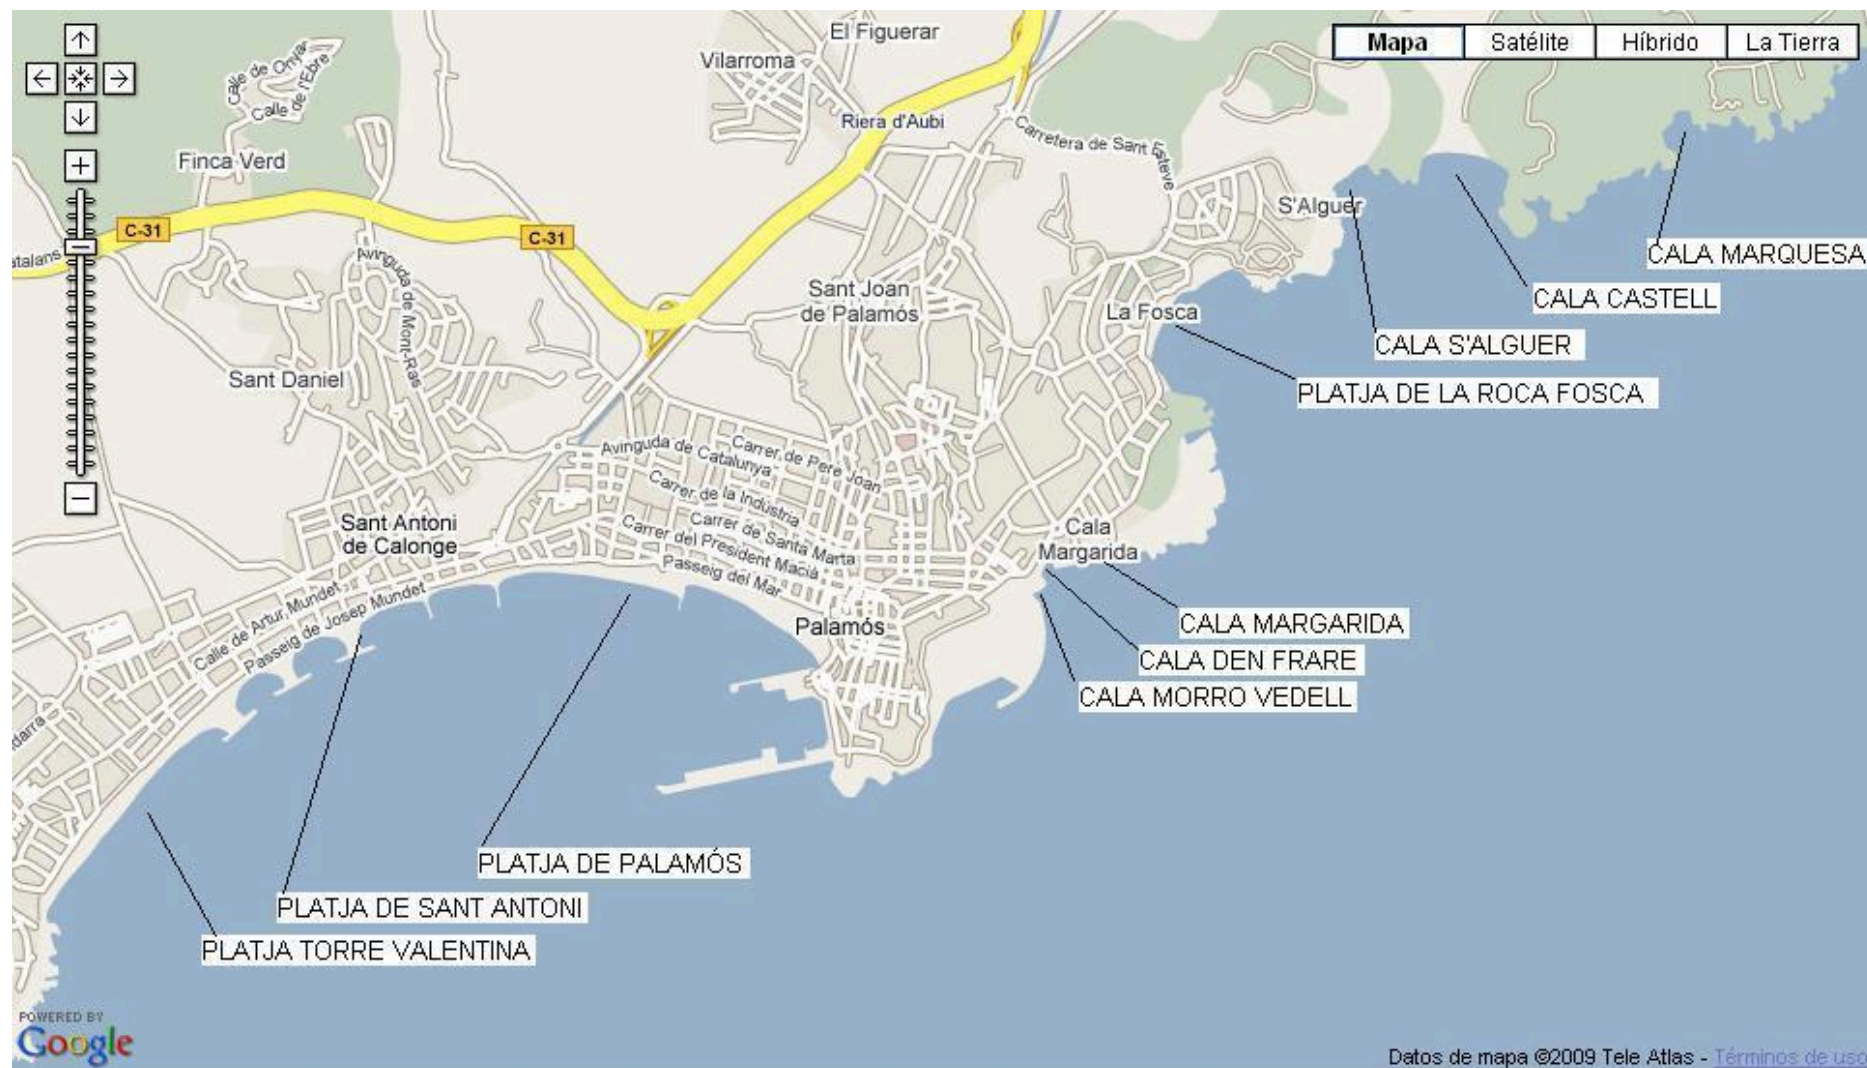 El Figuerar
Mapa
Satélite
Híbrido
La Tierra
Vilarroma
Calle de Onyar
Calle de l'Ebre
Riera d'Aubi
Carretera de Sant Esteve
Finca Verd
S'Alguer
C-31
C-31
atalans
CALA MARQUESA
Avinguda de Mont-Ras
Sant Joan
de Palamós
CALA CASTELL
La Fosca
CALA S'ALGUER
Sant Daniel
PLATJA DE LA ROCA FOSCA
Avinguda de Catalunya
Carrer de Pere Joan
Carrer de la Indústria
Sant Antoni
de Calonge
Carrer de Santa Marta
Carrer del President Macià
Passeig del Mar
Cala
Margarida
Calle de Artur Mundet
Passeig de Josep Mundet
Palamós
CALA MARGARIDA
CALA DEN FRARE
CALA MORRO VEDELL
PLATJA DE PALAMÓS
PLATJA DE SANT ANTONI
PLATJA TORRE VALENTINA
POWERED BY
Google
Datos de mapa ©2009 Tele Atlas - Términos de uso